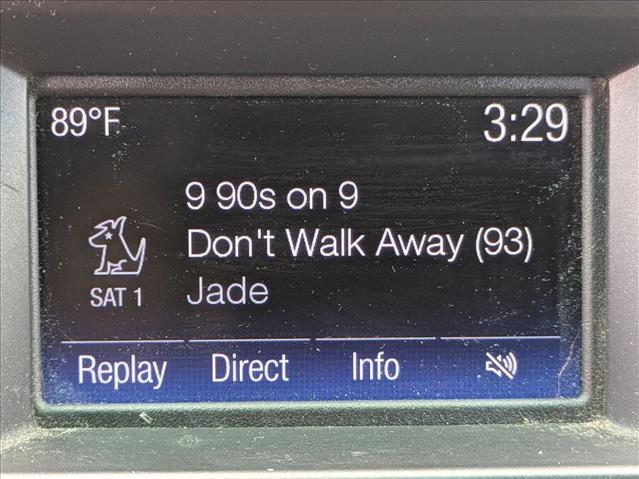 89°F 3:29
9 90s on 9
Don't Walk Away (93)
SAT 1 Jade
Replay Direct Info